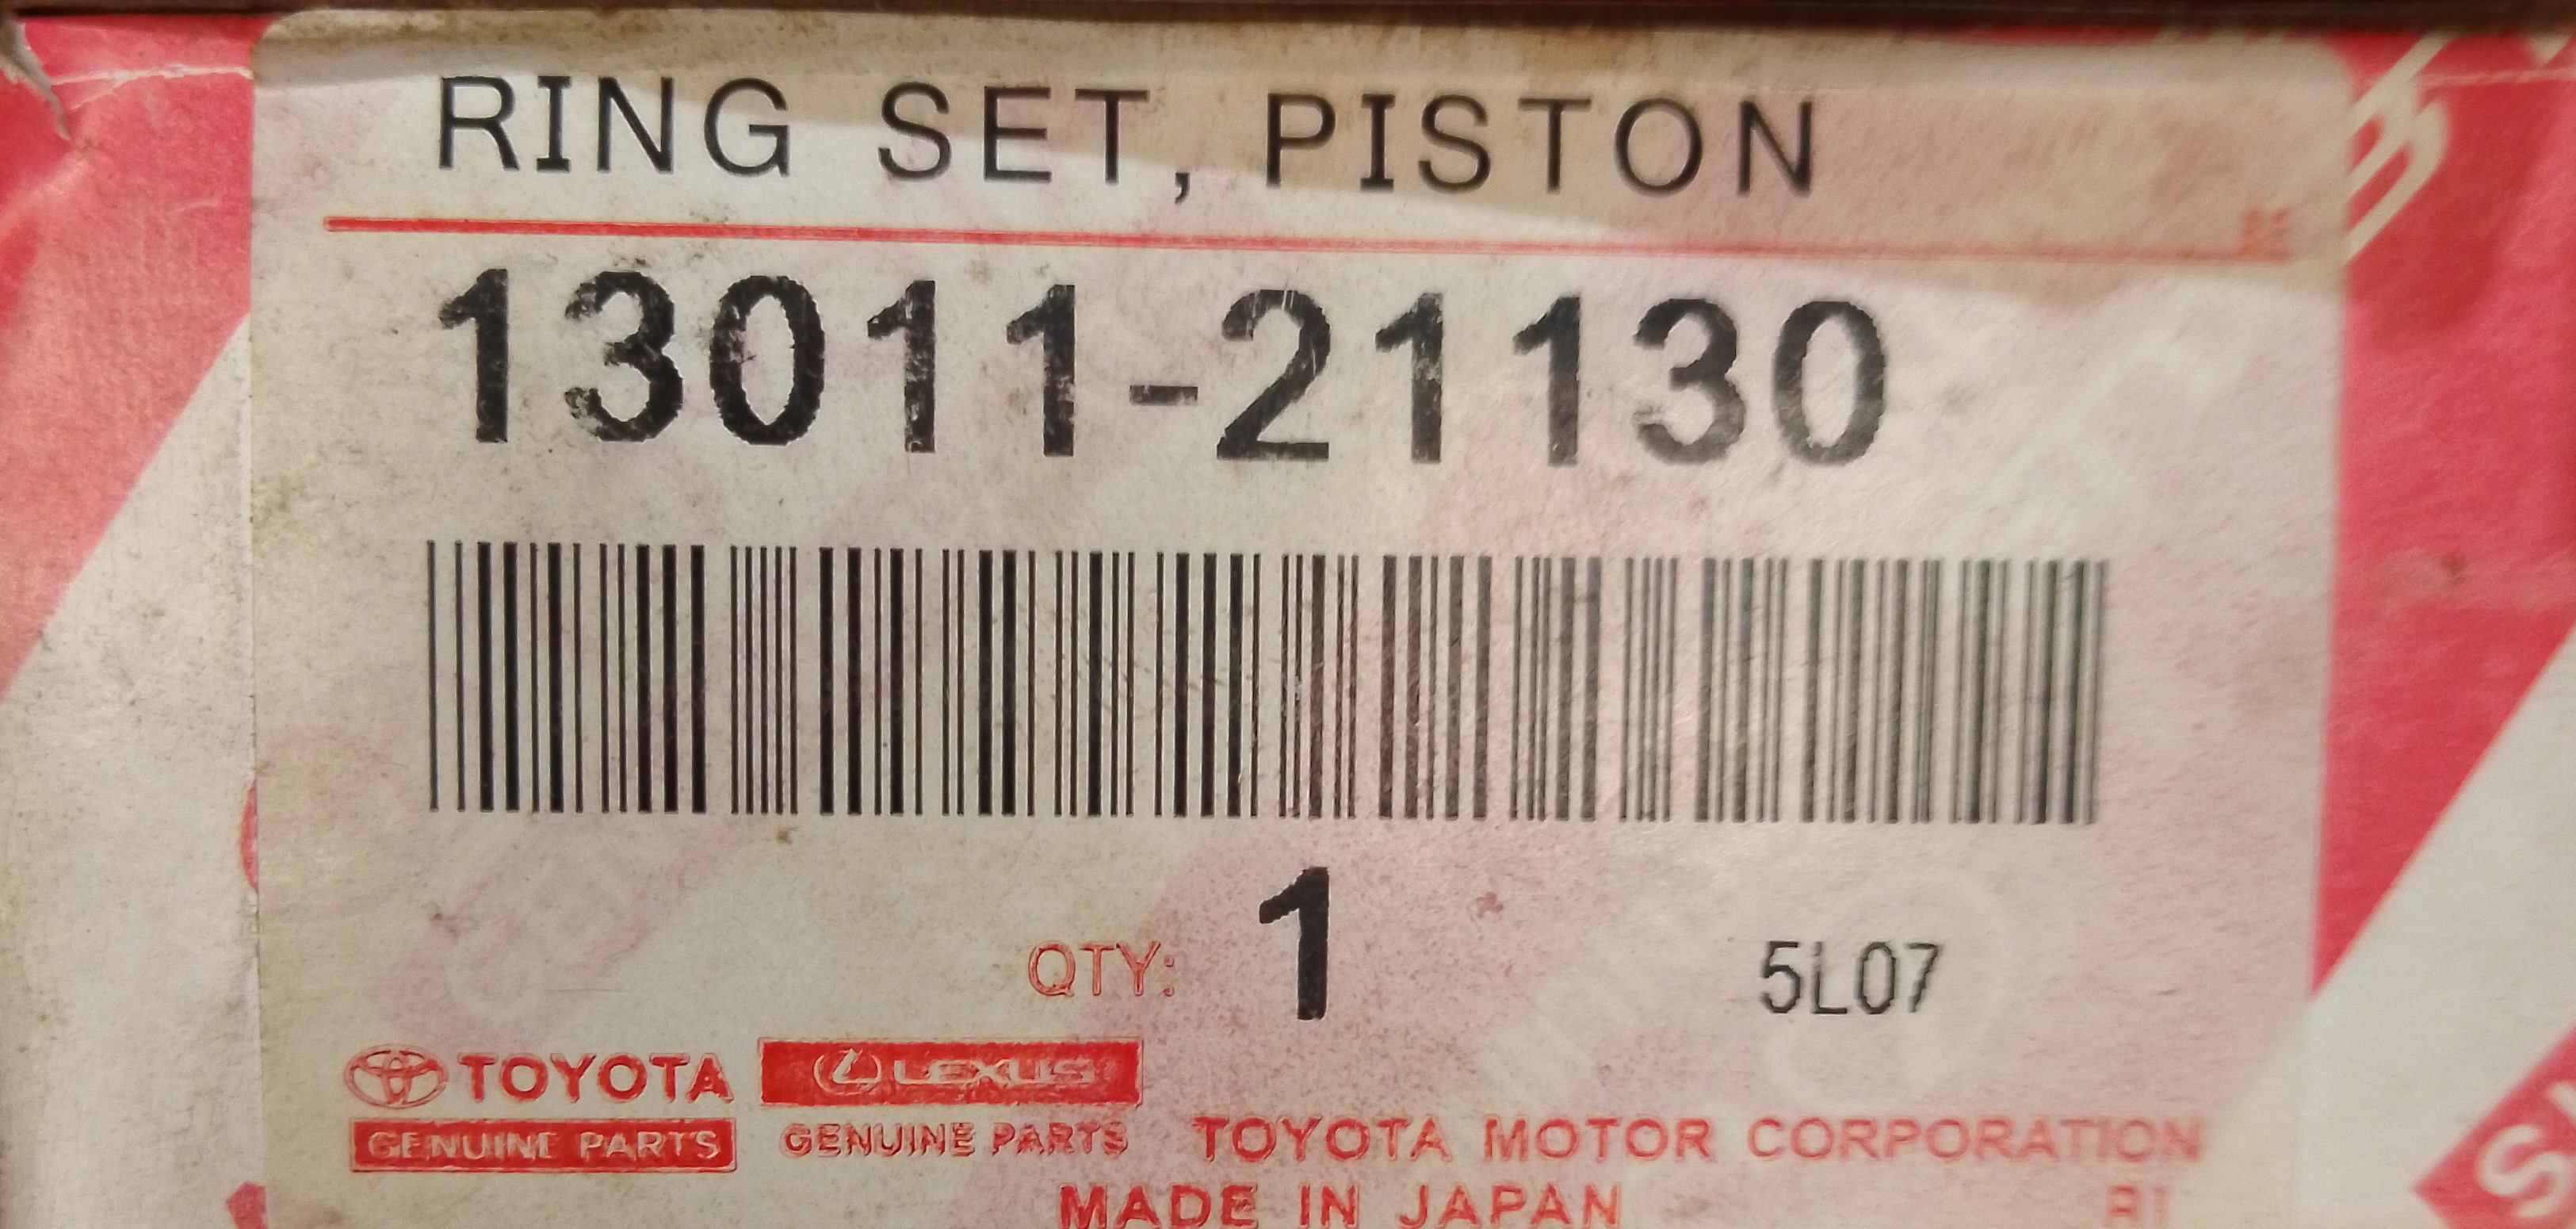 RING SET, PISTON
13011-21130
QTY: 1
5L07
TOYOTA
GENUINE PARTS
LEXUS
GENUINE PARTS
TOYOTA MOTOR CORPORATION
MADE IN JAPAN